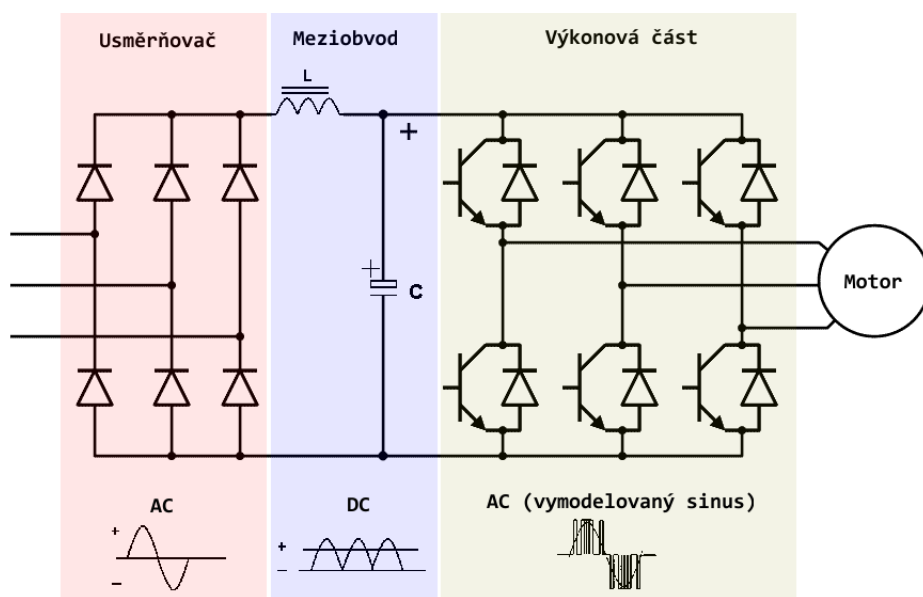 Usměrňovač
Meziobvod
Výkonová část
L
+
+
C
Motor
AC
DC
AC (vymodelovaný sinus)
+
−
+
−